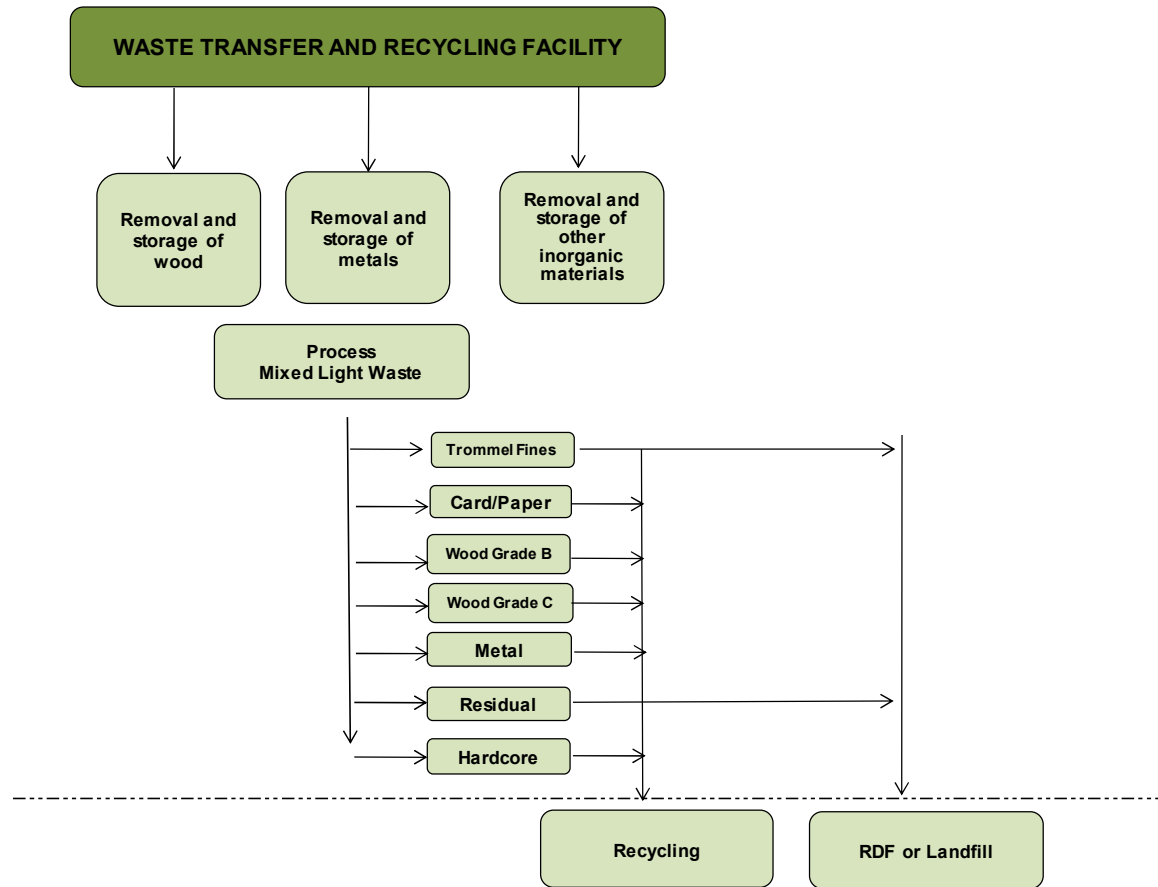 WASTE TRANSFER AND RECYCLING FACILITY
Removal and
storage of
wood
Removal and
storage of
metals
Removal and
storage of
other
inorganic
materials
Process
Mixed Light Waste
Trommel Fines
Card/Paper
Wood Grade B
Wood Grade C
Metal
Residual
Hardcore
Recycling
RDF or Landfill